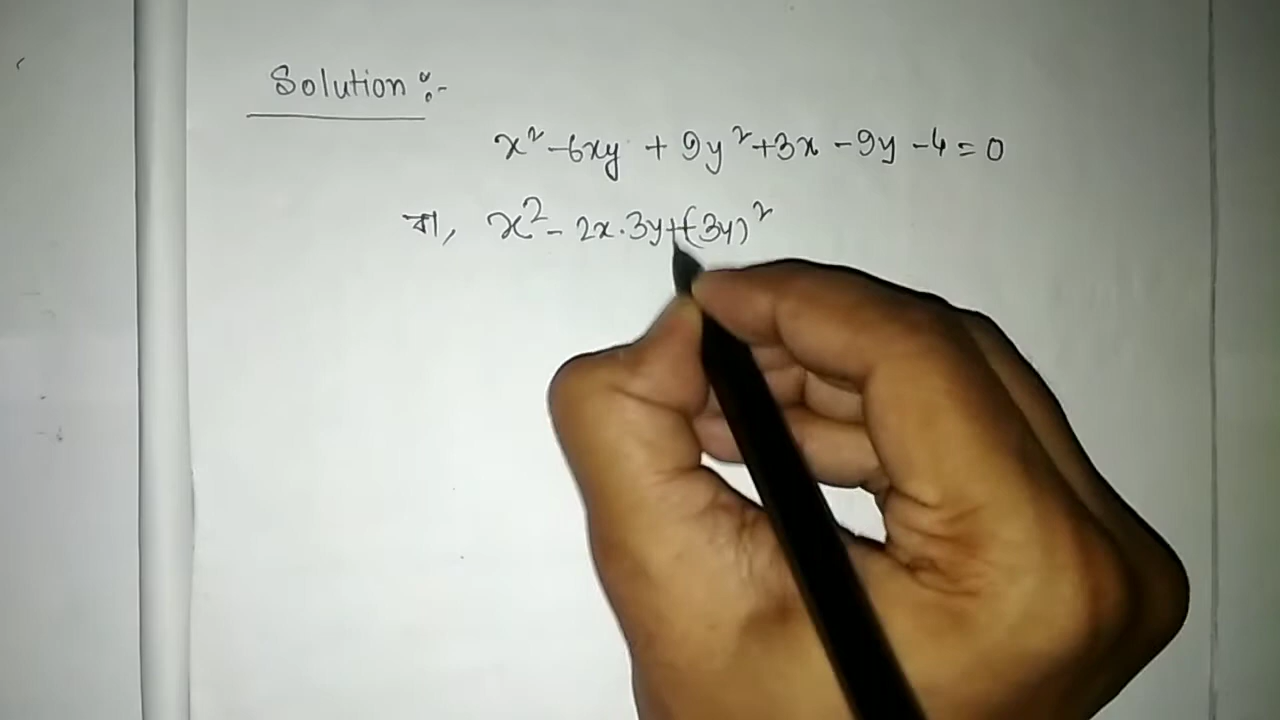 Solution :-
x² - 6xy + 9y² + 3x - 9y - 4 = 0
বা, x² - 2x.3y + (3y)²